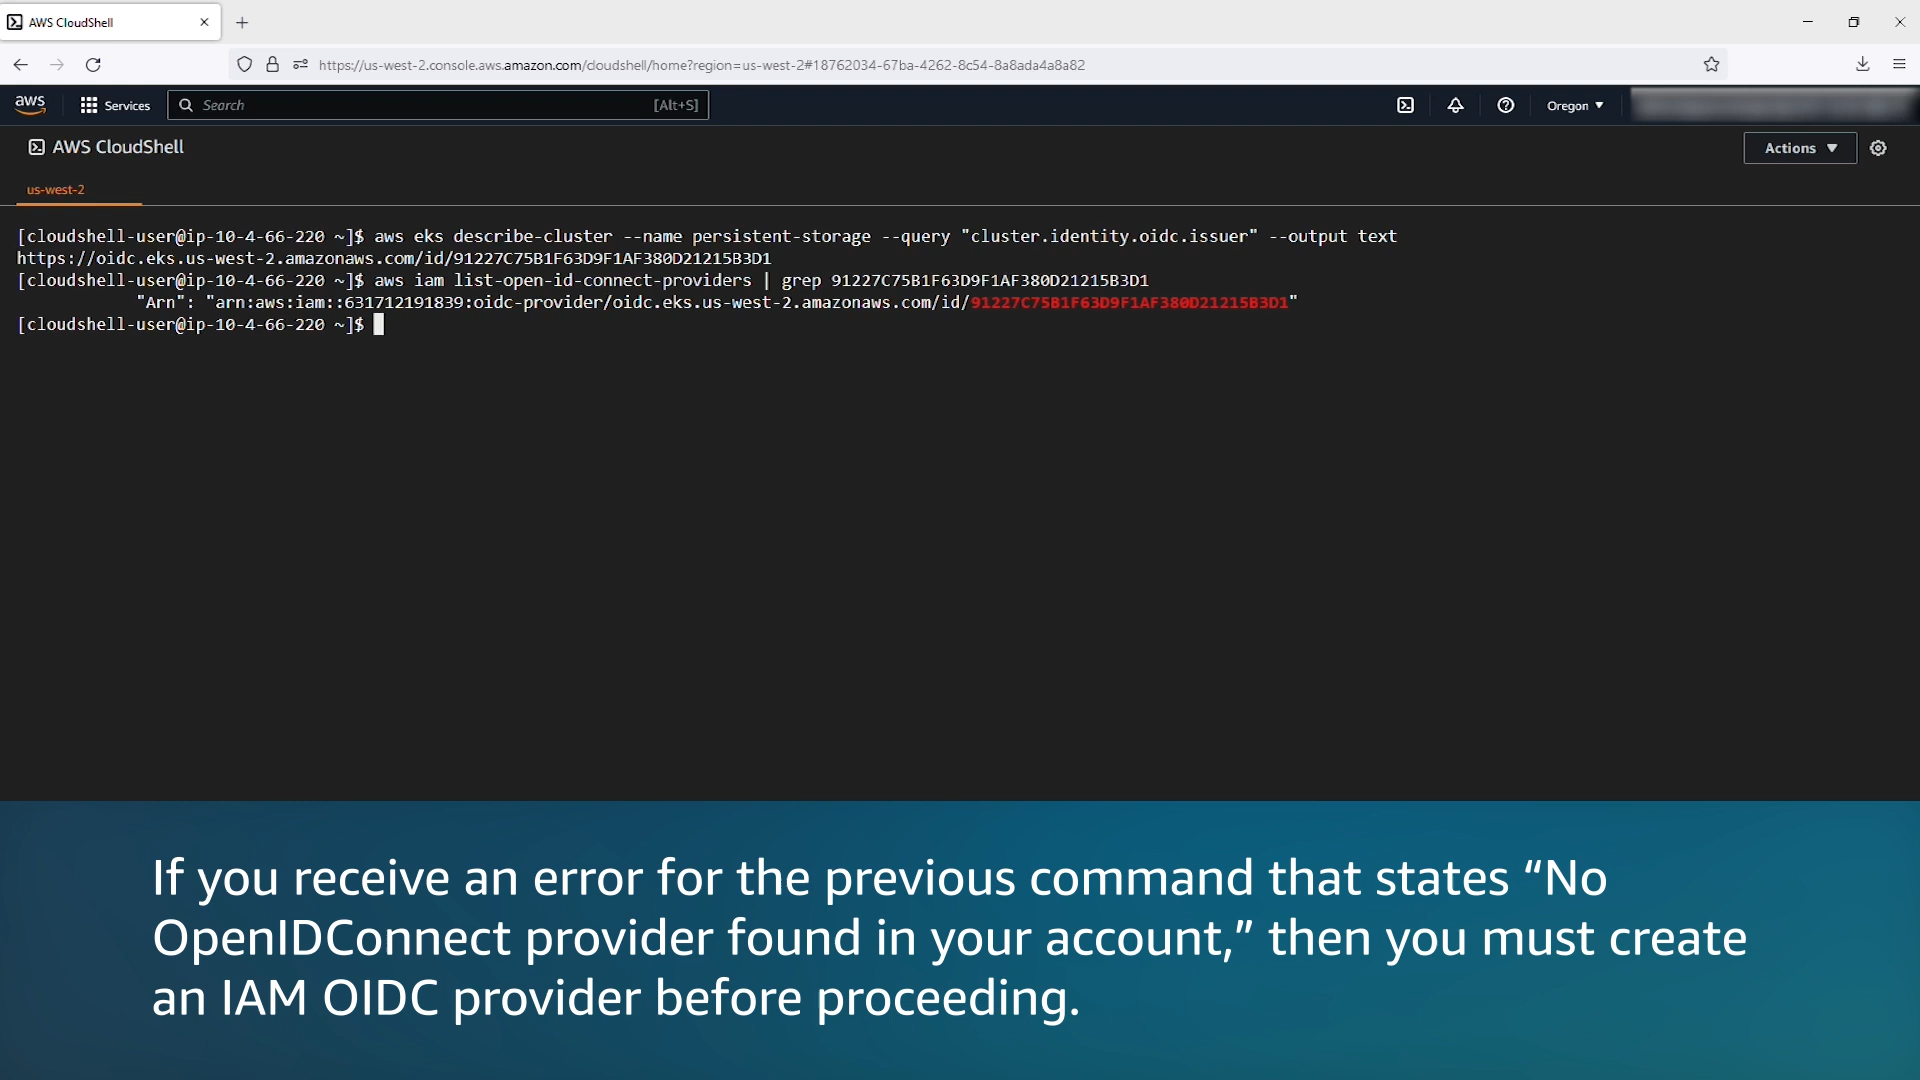 AWS CloudShell
https://us-west-2.console.aws.amazon.com/cloudshell/home?region=us-west-2#18762034-67ba-4262-8c54-8a8ada4a8a82
aws Services Search [Alt+S] Oregon
AWS CloudShell Actions
us-west-2
[cloudshell-user@ip-10-4-66-220 ~]$ aws eks describe-cluster --name persistent-storage --query "cluster.identity.oidc.issuer" --output text
https://oidc.eks.us-west-2.amazonaws.com/id/91227C75B1F63D9F1AF380D21215B3D1
[cloudshell-user@ip-10-4-66-220 ~]$ aws iam list-open-id-connect-providers | grep 91227C75B1F63D9F1AF380D21215B3D1
"Arn": "arn:aws:iam::631712191839:oidc-provider/oidc.eks.us-west-2.amazonaws.com/id/91227C75B1F63D9F1AF380D21215B3D1"
[cloudshell-user@ip-10-4-66-220 ~]$
If you receive an error for the previous command that states “No
OpenIDConnect provider found in your account,” then you must create
an IAM OIDC provider before proceeding.